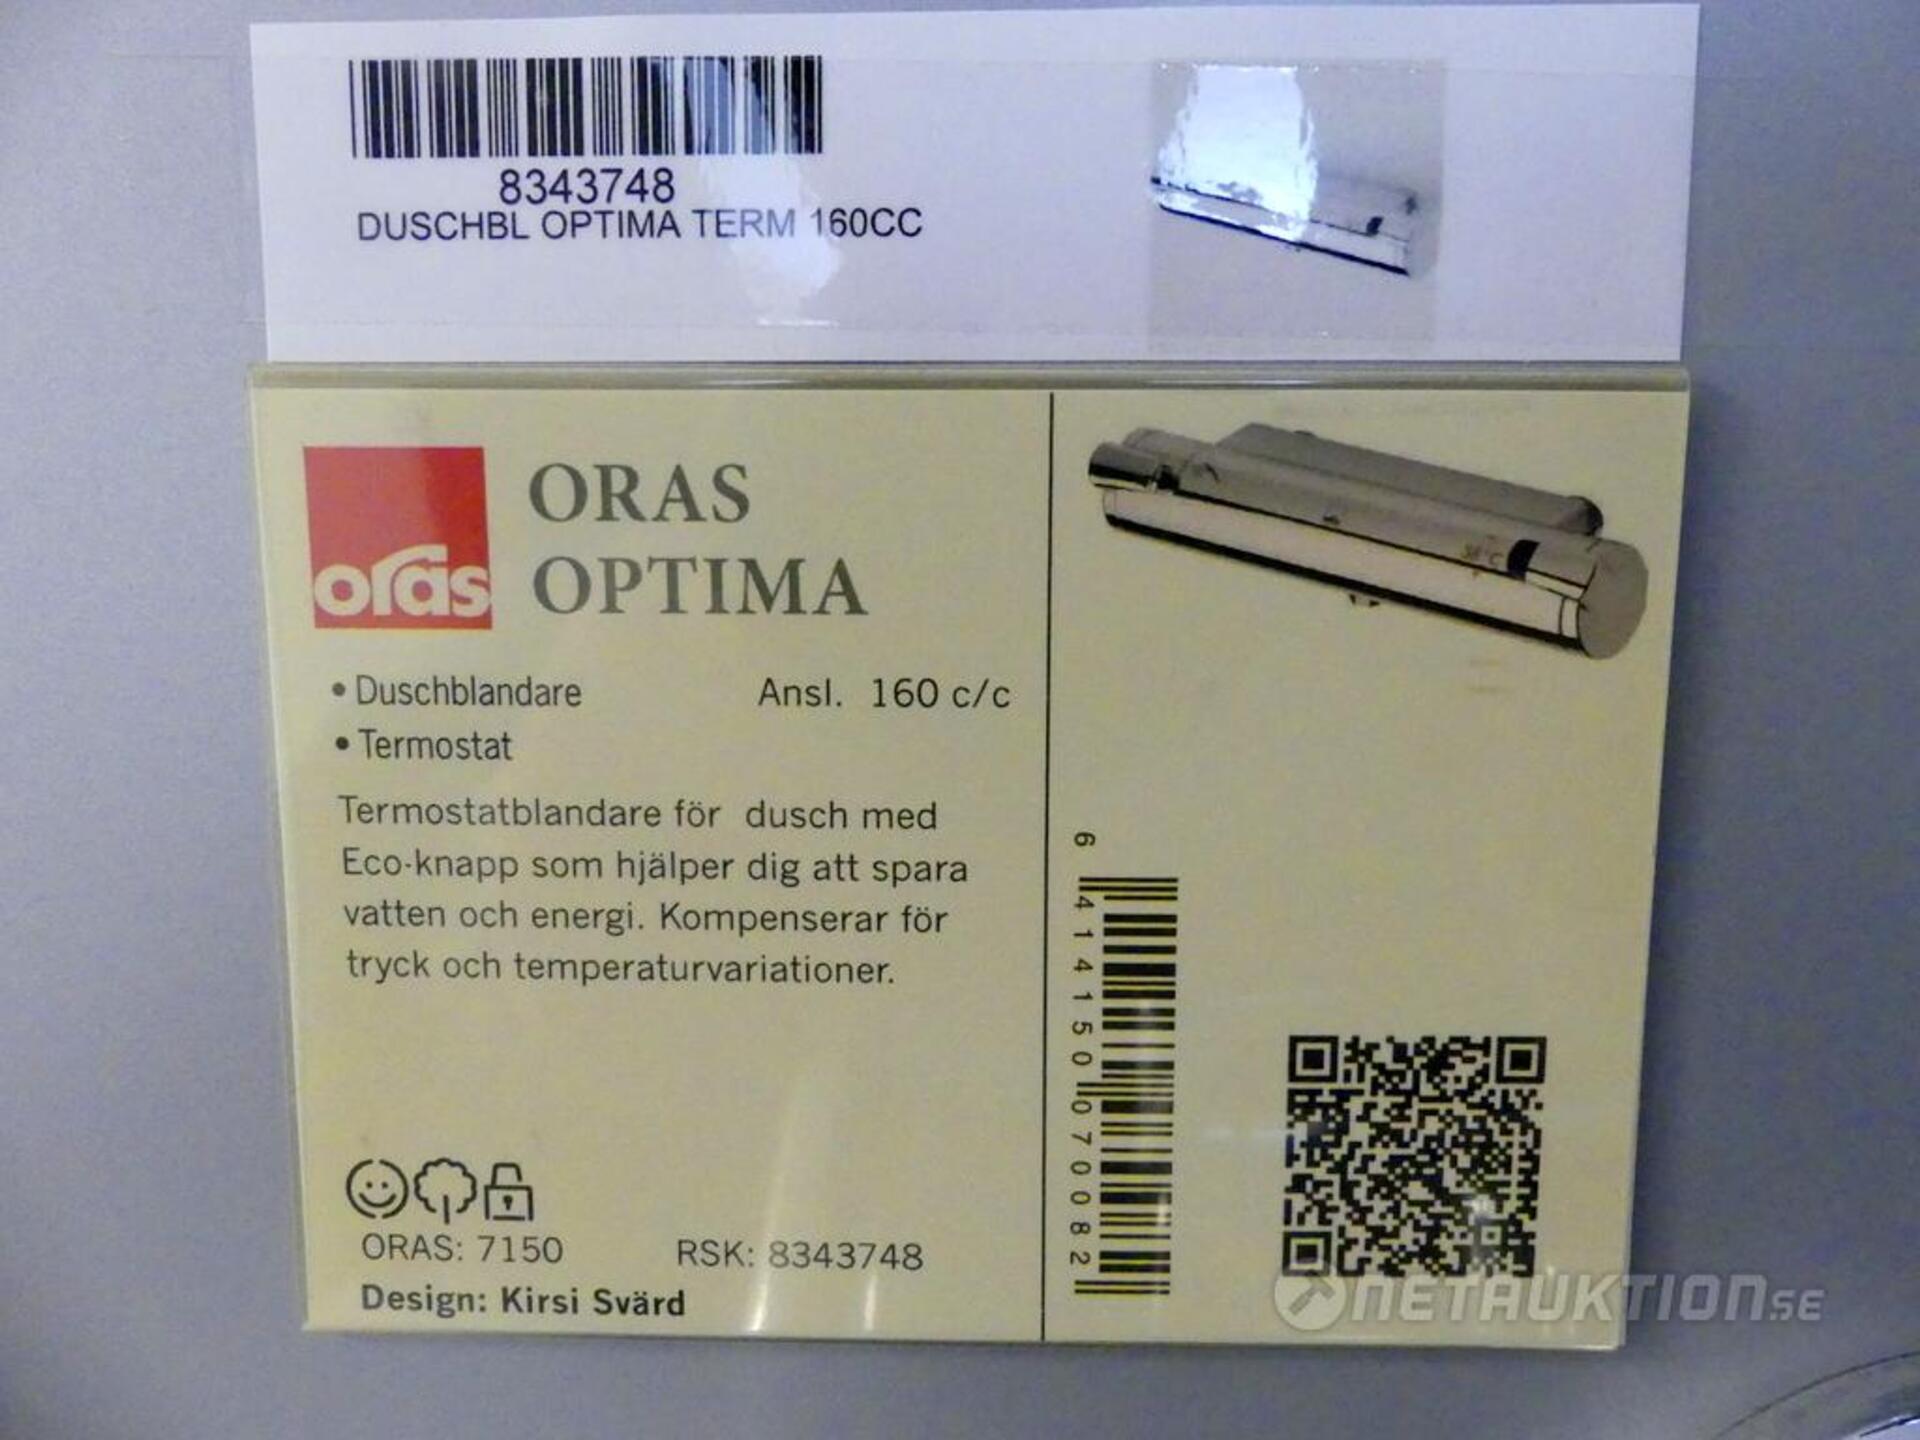 8343748
DUSCHBL OPTIMA TERM 160CC
oras
ORAS
OPTIMA
• Duschblandare Ansl. 160 c/c
• Termostat
Termostatblandare för dusch med
Eco-knapp som hjälper dig att spara
vatten och energi. Kompenserar för
tryck och temperaturvariationer.
ORAS: 7150 RSK: 8343748
Design: Kirsi Svärd
38°C
6 414150 070082
NETAUKTION.SE